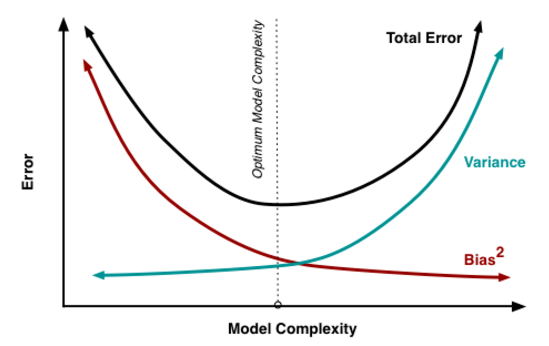 Total Error
Optimum Model Complexity
Error
Variance
Bias²
Model Complexity